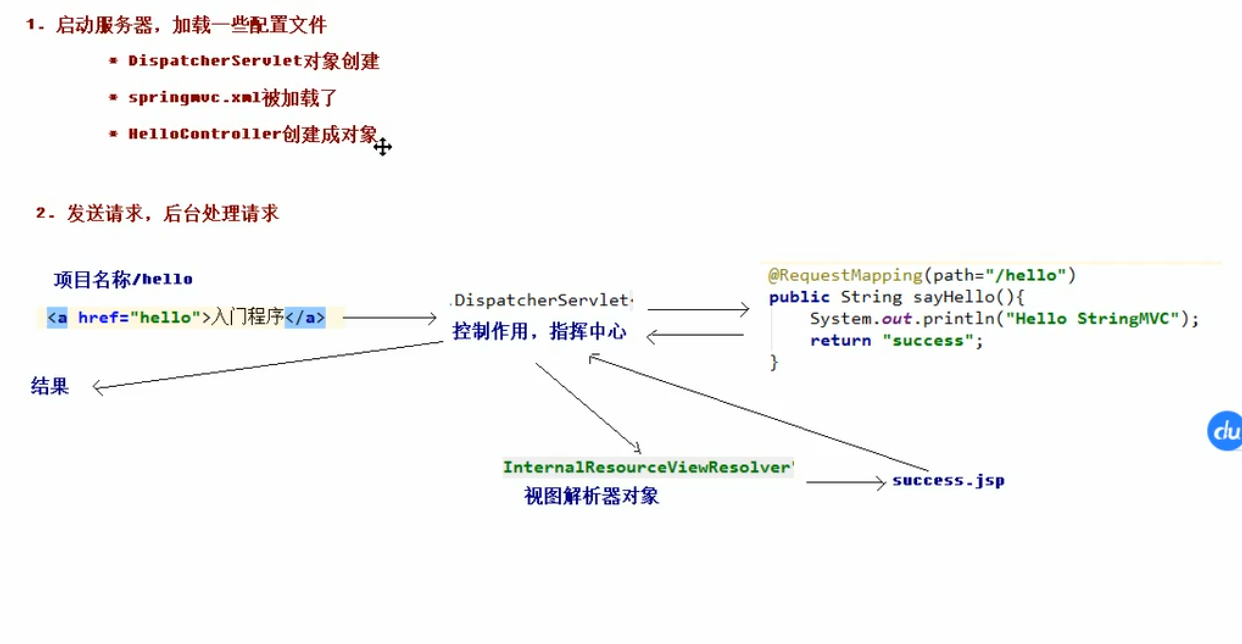 1. 启动服务器，加载一些配置文件
* DispatcherServlet对象创建
* springmvc.xml被加载了
* HelloController创建成对象
2. 发送请求，后台处理请求
项目名称/hello
<a href="hello">入门程序</a>
.DispatcherServlet
控制作用，指挥中心
@RequestMapping(path="/hello")
public String sayHello(){
System.out.println("Hello StringMVC");
return "success";
}
结果
InternalResourceViewResolver"
视图解析器对象
success.jsp
du